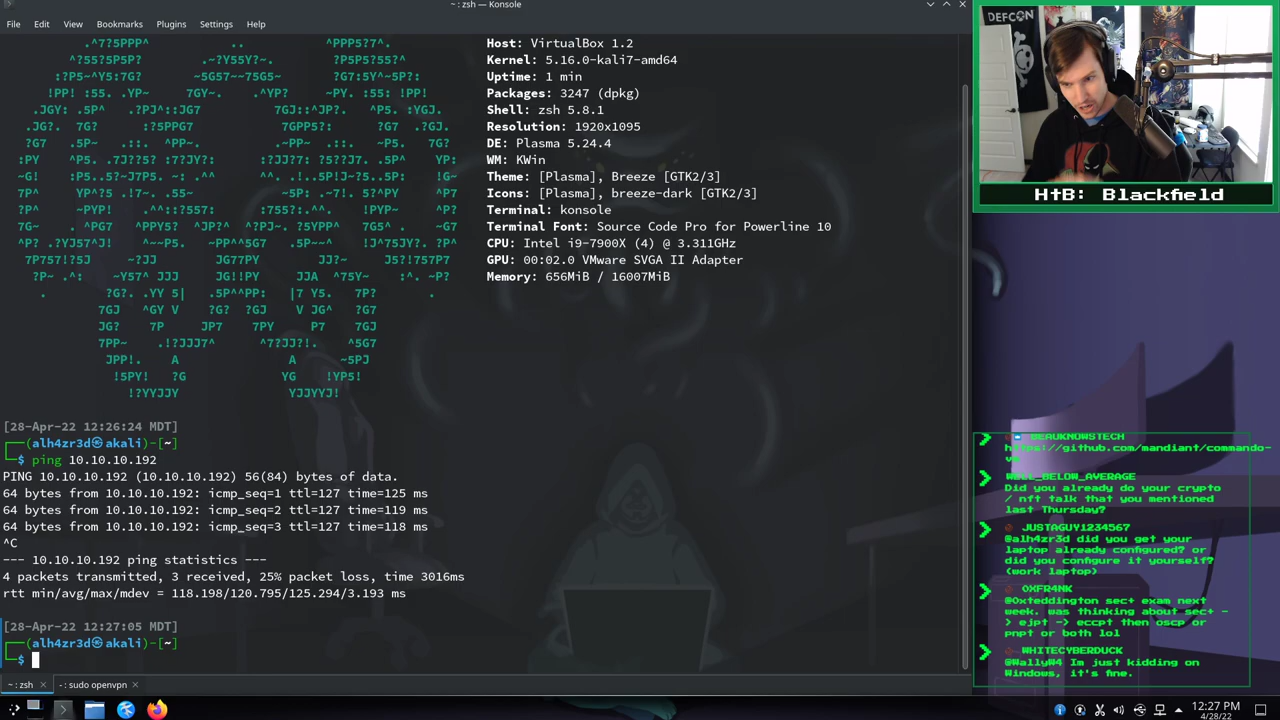 ~ : zsh — Konsole
File Edit View Bookmarks Plugins Settings Help
Host: VirtualBox 1.2
Kernel: 5.16.0-kali7-amd64
Uptime: 1 min
Packages: 3247 (dpkg)
Shell: zsh 5.8.1
Resolution: 1920x1095
DE: Plasma 5.24.4
WM: KWin
Theme: [Plasma], Breeze [GTK2/3]
Icons: [Plasma], breeze-dark [GTK2/3]
Terminal: konsole
Terminal Font: Source Code Pro for Powerline 10
CPU: Intel i9-7900X (4) @ 3.311GHz
GPU: 00:02.0 VMware SVGA II Adapter
Memory: 656MiB / 16007MiB
[28-Apr-22 12:26:24 MDT]
(alh4zr3d㉿akali)-[~]
$ ping 10.10.10.192
PING 10.10.10.192 (10.10.10.192) 56(84) bytes of data.
64 bytes from 10.10.10.192: icmp_seq=1 ttl=127 time=125 ms
64 bytes from 10.10.10.192: icmp_seq=2 ttl=127 time=119 ms
64 bytes from 10.10.10.192: icmp_seq=3 ttl=127 time=118 ms
^C
--- 10.10.10.192 ping statistics ---
4 packets transmitted, 3 received, 25% packet loss, time 3016ms
rtt min/avg/max/mdev = 118.198/120.795/125.294/3.193 ms
[28-Apr-22 12:27:05 MDT]
(alh4zr3d㉿akali)-[~]
$
~ : zsh
- : sudo openvpn
DEFCON
HtB: Blackfield
BEAUKNOWSTECH
https://github.com/mandiant/commando-
vm
W3LL_BELOW_AVERAGE
Did you already do your crypto
/ nft talk that you mentioned
last Thursday?
JUSTAGUY1234567
@alh4zr3d did you get your
laptop already configured? or
did you configure it yourself?
(work laptop)
0XFR4NK
@0xteddington sec+ exam next
week. was thinking about sec+ -
> ejpt -> eccpt then oscp or
pnpt or both lol
WHITECYBERDUCK
@WallyW4 Im just kidding on
Windows, it's fine.
12:27 PM
4/28/22